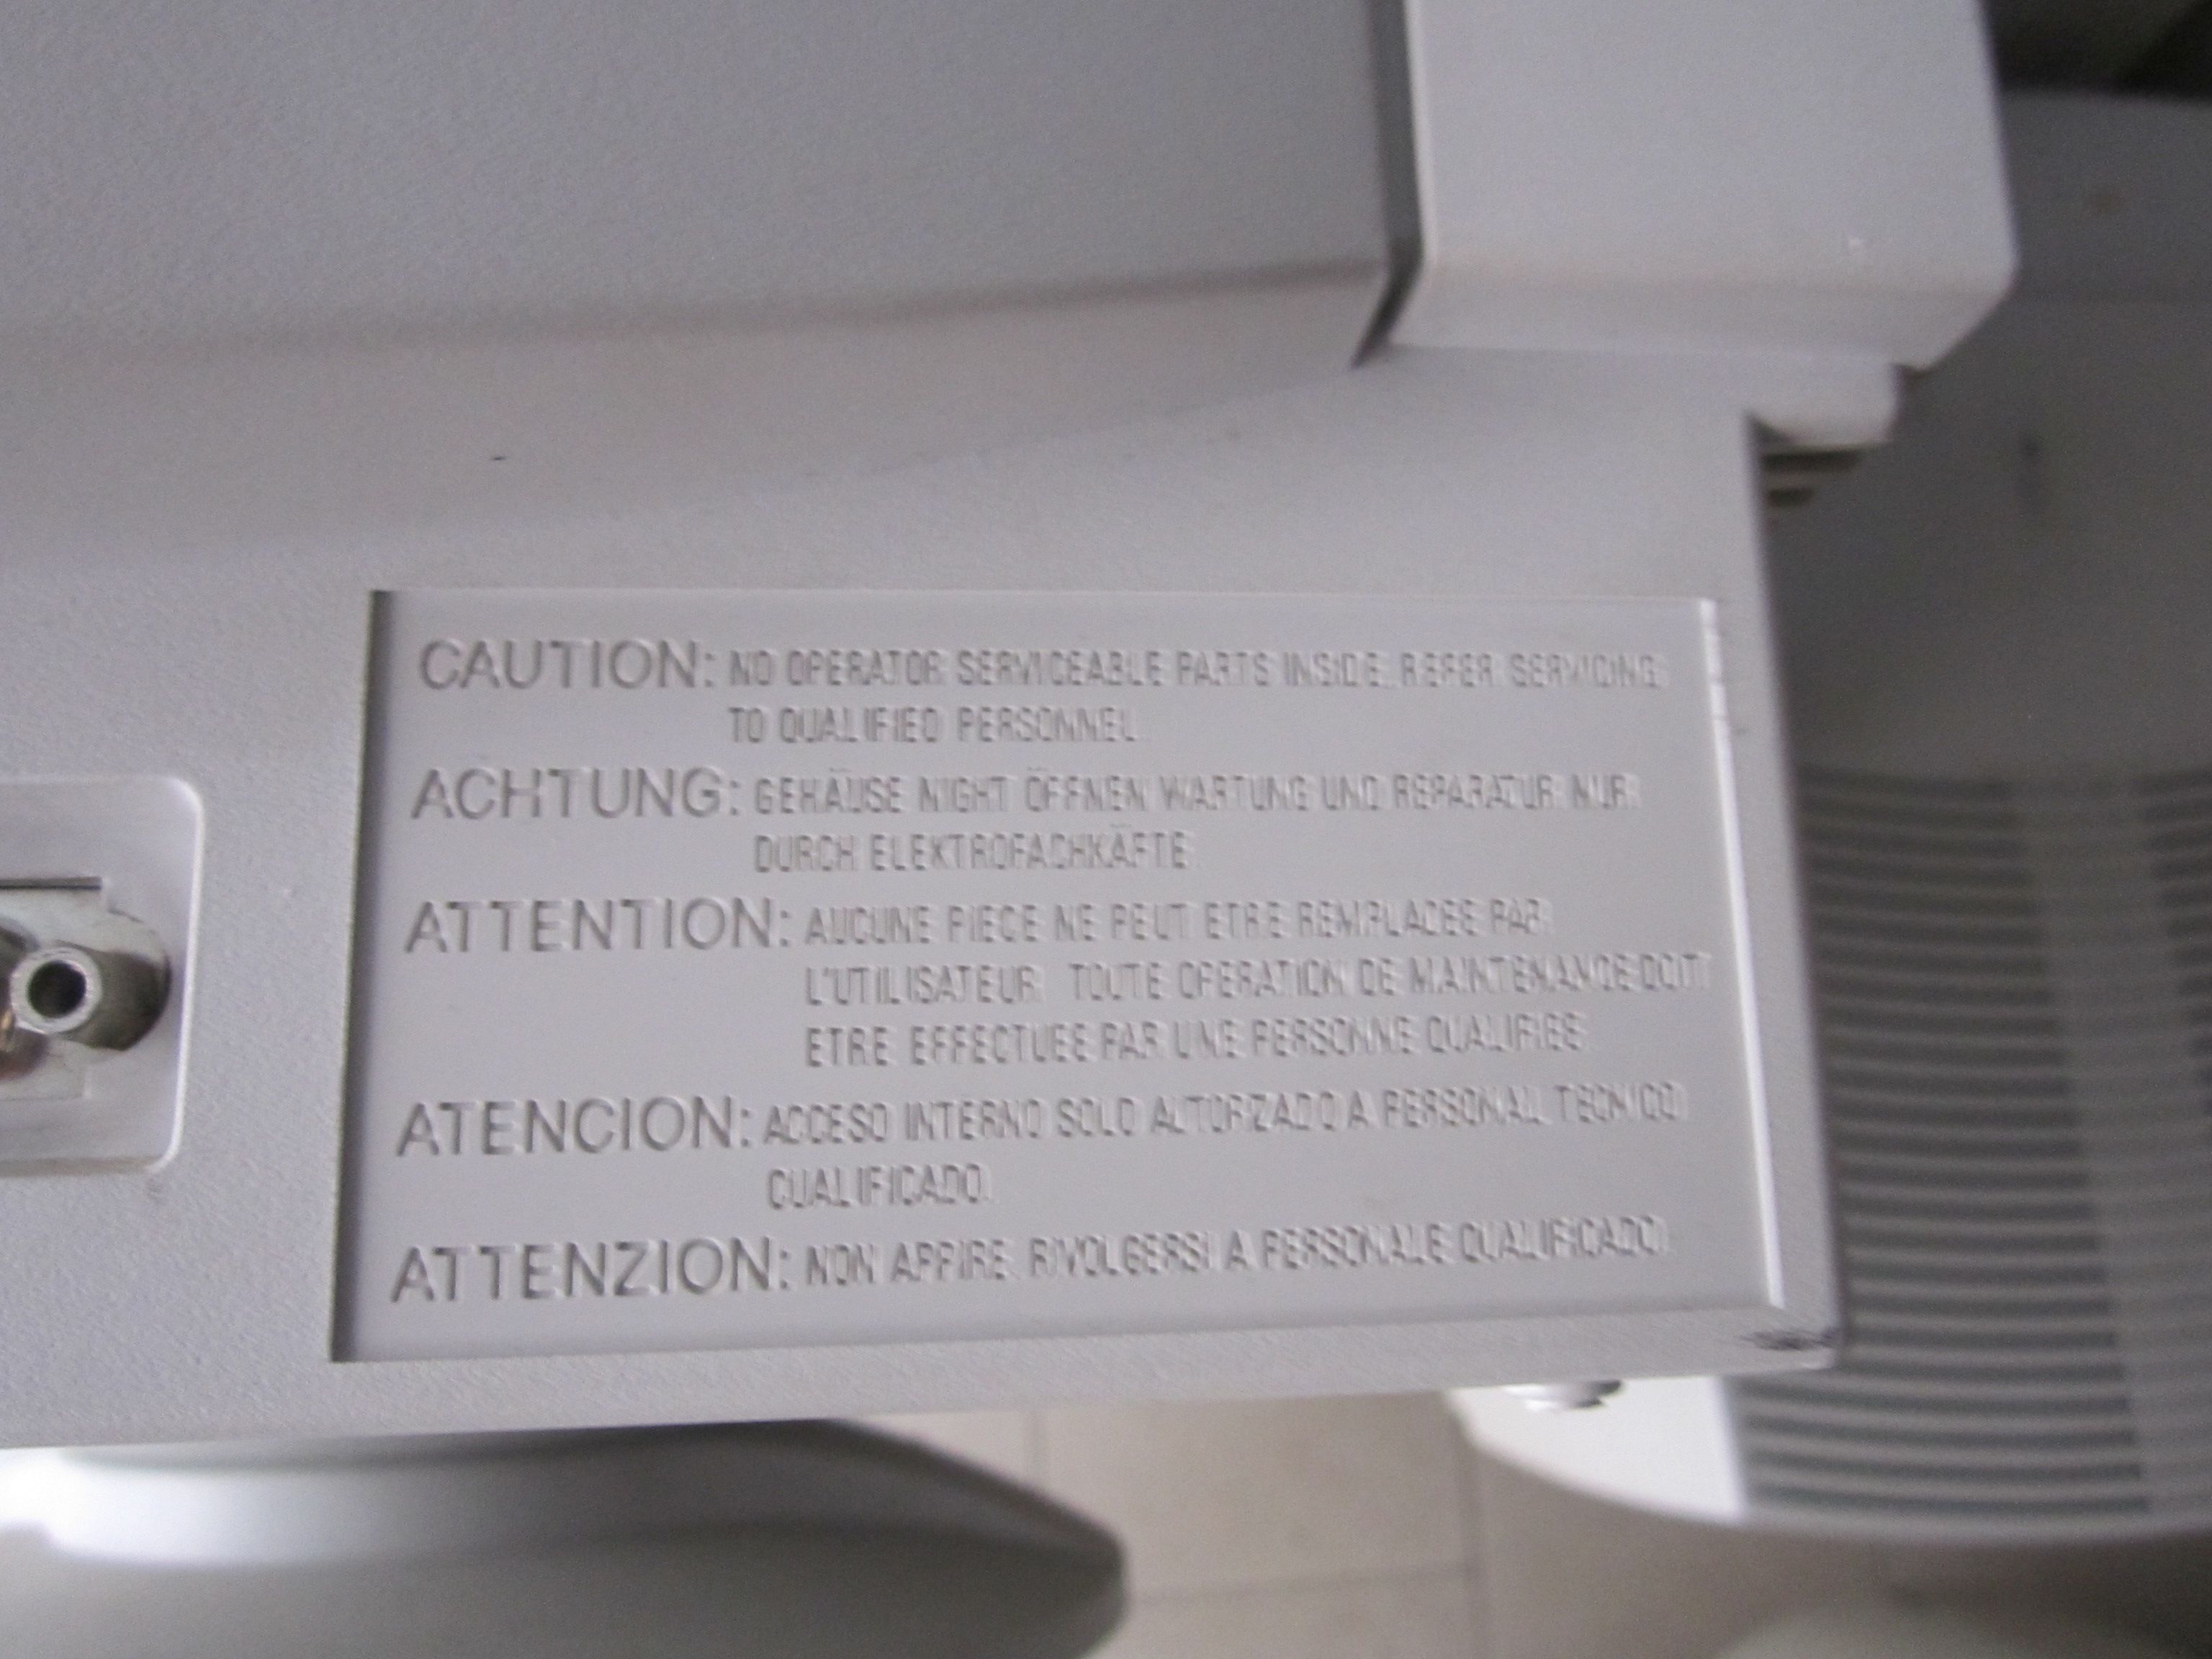 CAUTION: NO OPERATOR SERVICEABLE PARTS INSIDE. REFER SERVICING
TO QUALIFIED PERSONNEL.
ACHTUNG: GEHÄUSE NIGHT ÖFFNEN WARTUNG UND REPARATUR NUR
DURCH ELEKTROFACHKÄFTE
ATTENTION: AUCUNE PIECE NE PEUT ETRE REMPLACEE PAR
L'UTILISATEUR. TOUTE OPERATION DE MAINTENANCE DOIT
ETRE EFFECTUEE PAR UNE PERSONNE QUALIFIEE
ATENCION: ACCESO INTERNO SOLO AUTORIZADO A PERSONAL TECNICO
CUALIFICADO.
ATTENZION: NON APRIRE. RIVOLGERSI A PERSONALE QUALIFICADO.